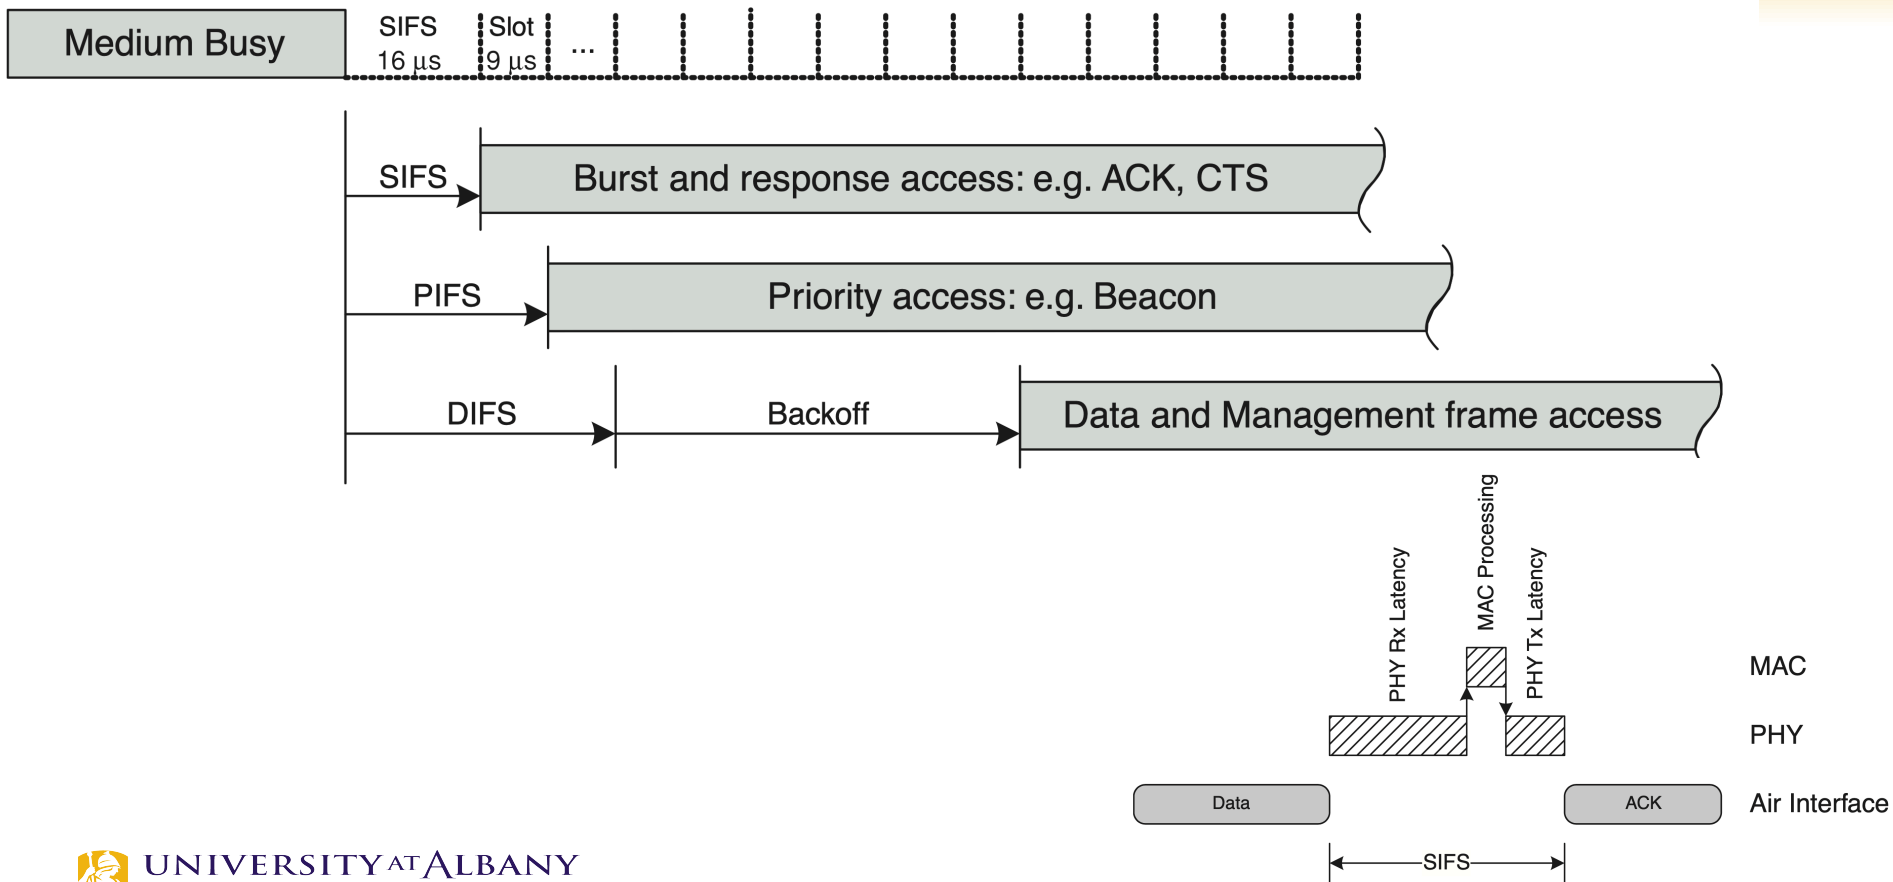 Medium Busy
SIFS
16 μs
Slot
9 μs
...
SIFS
Burst and response access: e.g. ACK, CTS
PIFS
Priority access: e.g. Beacon
DIFS
Backoff
Data and Management frame access
PHY Rx Latency
MAC Processing
PHY Tx Latency
MAC
PHY
Data
ACK
Air Interface
SIFS
UNIVERSITY AT ALBANY